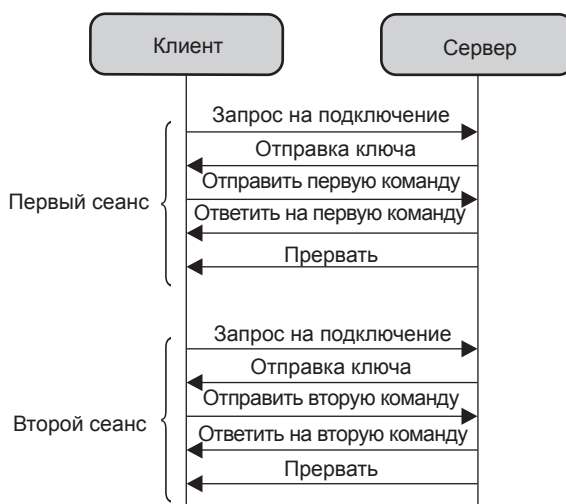 Клиент
Сервер
Запрос на подключение
Отправка ключа
Отправить первую команду
Первый сеанс
Ответить на первую команду
Прервать
Запрос на подключение
Отправка ключа
Отправить вторую команду
Второй сеанс
Ответить на вторую команду
Прервать